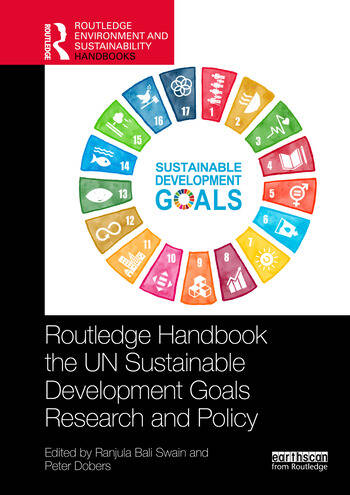 ROUTLEDGE
ROUTLEDGE
ENVIRONMENT AND
SUSTAINABILITY
HANDBOOKS
17
1
2
3
4
5
6
7
8
9
10
11
12
13
14
15
16
SUSTAINABLE
DEVELOPMENT
GOALS
Routledge Handbook
the UN Sustainable
Development Goals
Research and Policy
Edited by Ranjula Bali Swain and
Peter Dobers
earthscan
from Routledge